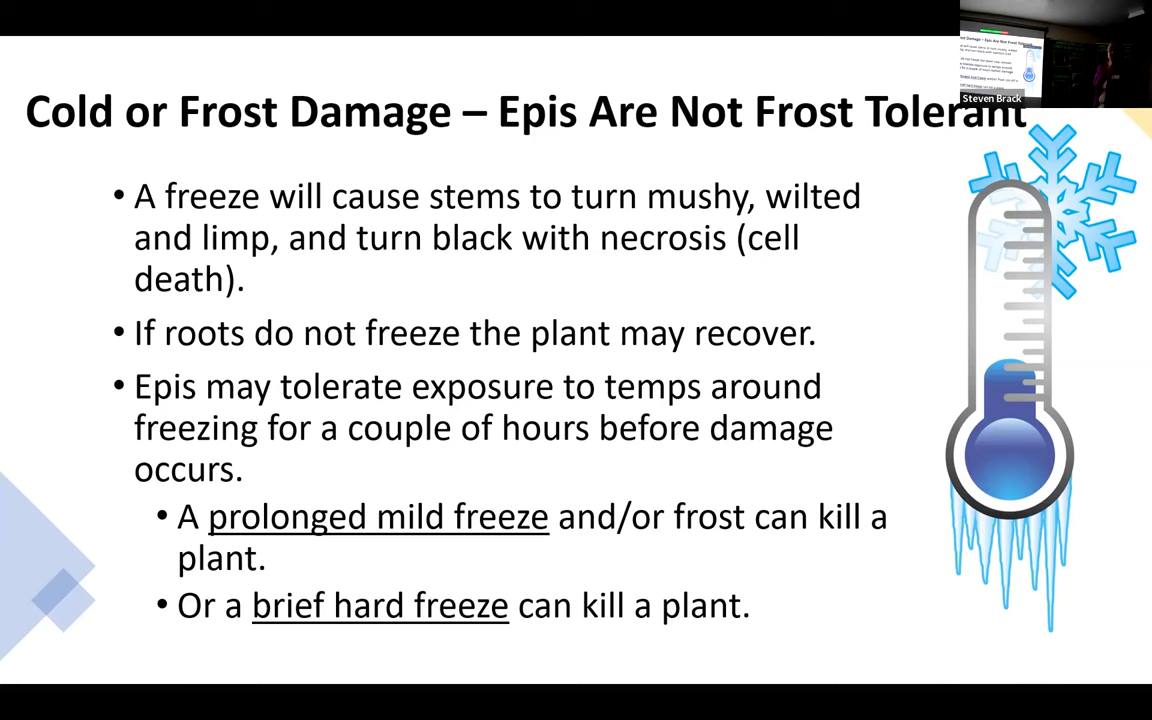 Cold or Frost Damage – Epis Are Not Frost Tolerant
Steven Brack
• A freeze will cause stems to turn mushy, wilted
and limp, and turn black with necrosis (cell
death).
• If roots do not freeze the plant may recover.
• Epis may tolerate exposure to temps around
freezing for a couple of hours before damage
occurs.
• A prolonged mild freeze and/or frost can kill a
plant.
• Or a brief hard freeze can kill a plant.